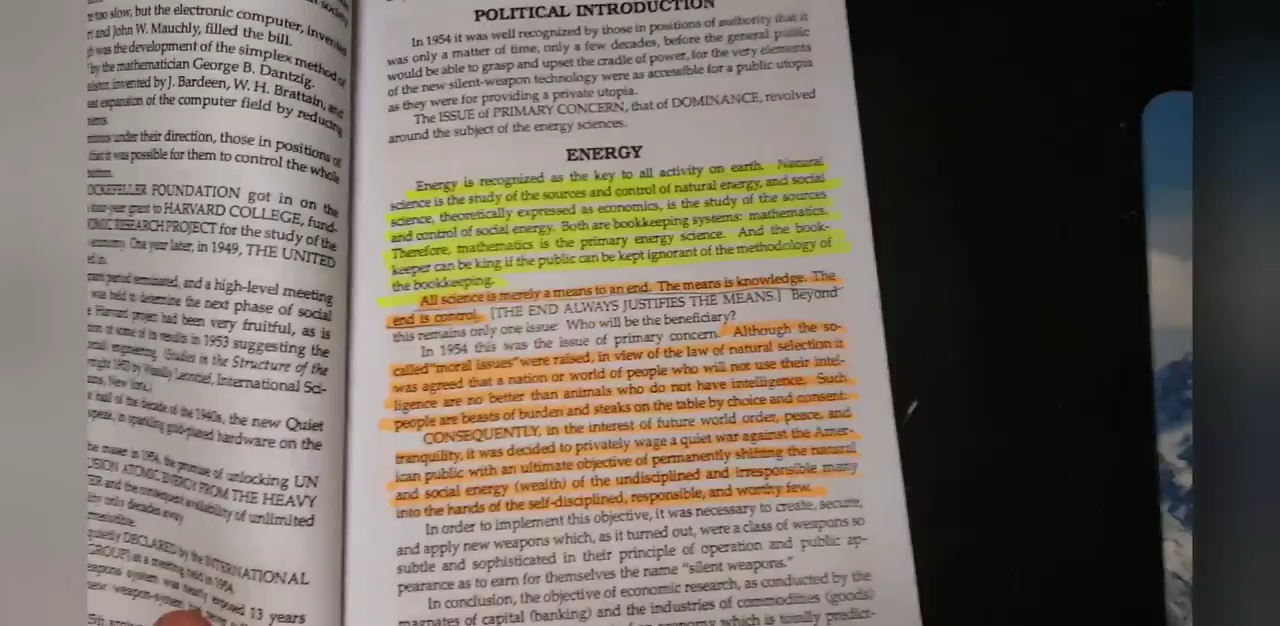 too slow, but the electronic computer, invented
and John W. Mauchly, filled the bill.
was the development of the simplex method of
by the mathematician George B. Dantzig.
invented by J. Bardeen, W. H. Brattain, and
expansion of the computer field by reducing
under their direction, those in positions of
that it was possible for them to control the whole
FOUNDATION got in on the
grant to HARVARD COLLEGE, fund-
RESEARCH PROJECT for the study of the
One year later, in 1949, THE UNITED
ed in.
period terminated, and a high-level meeting
was held to determine the next phase of social
Harvard project had been very fruitful, as is
of some of its results in 1953 suggesting the
engineering. (Studies in the Structure of the
International Sci-
New York.)
half of the decade of the 1940s, the new Quiet
in sparkling gold-plated hardware on the
in 1954, the promise of unlocking UN
ATOMIC ENERGY FROM THE HEAVY
and the consequent availability of unlimited
only decades away
DECLARED by the INTERNATIONAL
GROUP) at a meeting held in 1954.
weapons system was nearly exposed 13 years
new weapon-system
POLITICAL INTRODUCTION
In 1954 it was well recognized by those in positions of authority that it
was only a matter of time, only a few decades, before the general public
would be able to grasp and upset the cradle of power, for the very elements
of the new silent-weapon technology were as accessible for a public utopia
as they were for providing a private utopia.
The ISSUE of PRIMARY CONCERN, that of DOMINANCE, revolved
around the subject of the energy sciences.
ENERGY
Energy is recognized as the key to all activity on earth. Natural
science is the study of the sources and control of natural energy, and social
science, theoretically expressed as economics, is the study of the sources
and control of social energy. Both are bookkeeping systems: mathematics.
Therefore, mathematics is the primary energy science. And the book-
keeper can be king if the public can be kept ignorant of the methodology of
the bookkeeping.
All science is merely a means to an end. The means is knowledge. The
end is control. [THE END ALWAYS JUSTIFIES THE MEANS.] Beyond
this remains only one issue: Who will be the beneficiary?
In 1954 this was the issue of primary concern. Although the so-
called "moral issues" were raised, in view of the law of natural selection it
was agreed that a nation or world of people who will not use their intel-
ligence are no better than animals who do not have intelligence. Such
people are beasts of burden and steaks on the table by choice and consent.
CONSEQUENTLY, in the interest of future world order, peace, and
tranquility, it was decided to privately wage a quiet war against the Amer-
ican public with an ultimate objective of permanently shifting the natural
and social energy (wealth) of the undisciplined and irresponsible many
into the hands of the self-disciplined, responsible, and worthy few.
In order to implement this objective, it was necessary to create, secure,
and apply new weapons which, as it turned out, were a class of weapons so
subtle and sophisticated in their principle of operation and public ap-
pearance as to earn for themselves the name "silent weapons."
In conclusion, the objective of economic research, as conducted by the
magnates of capital (banking) and the industries of commodities (goods)
economy which is totally predict-